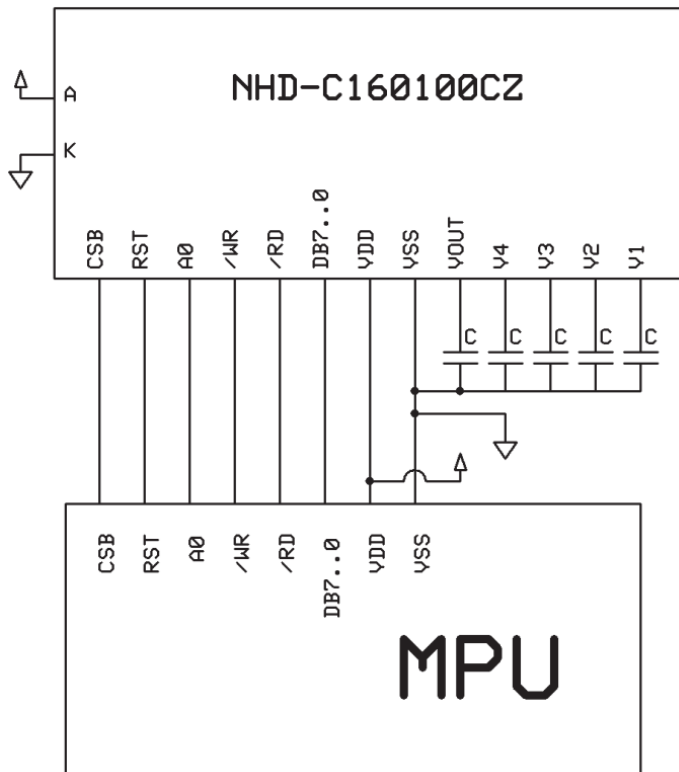 NHD-C160100CZ
A
K
CSB RST A0 /WR /RD DB7..0 VDD VSS VOUT V4 V3 V2 V1
C C C C C
CSB RST A0 /WR /RD DB7..0 VDD VSS
MPU